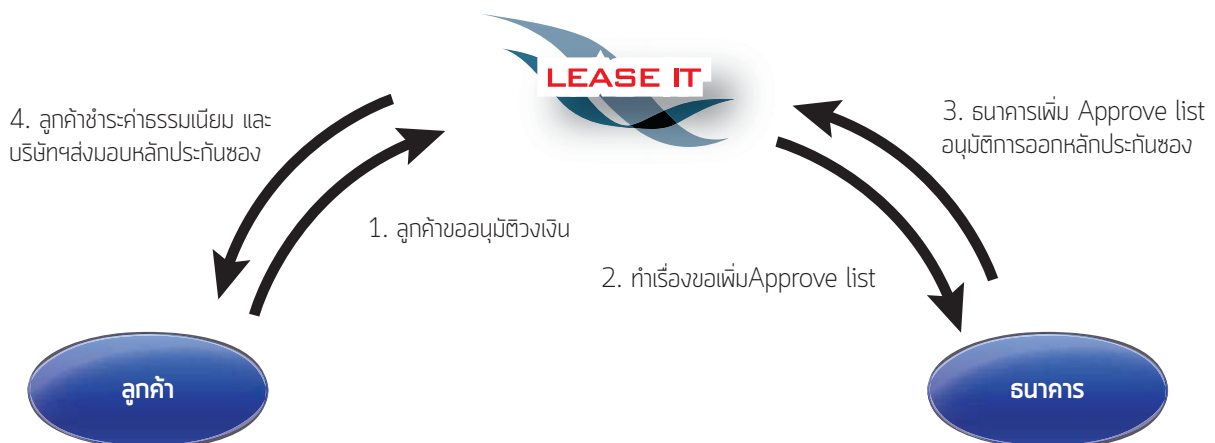 LEASE IT
4. ลูกค้าชำระค่าธรรมเนียม และ
บริษัทฯส่งมอบหลักประกันซอง
3. ธนาคารเพิ่ม Approve list
อนุมัติการออกหลักประกันซอง
1. ลูกค้าขออนุมัติวงเงิน
2. ทำเรื่องขอเพิ่มApprove list
ลูกค้า
ธนาคาร